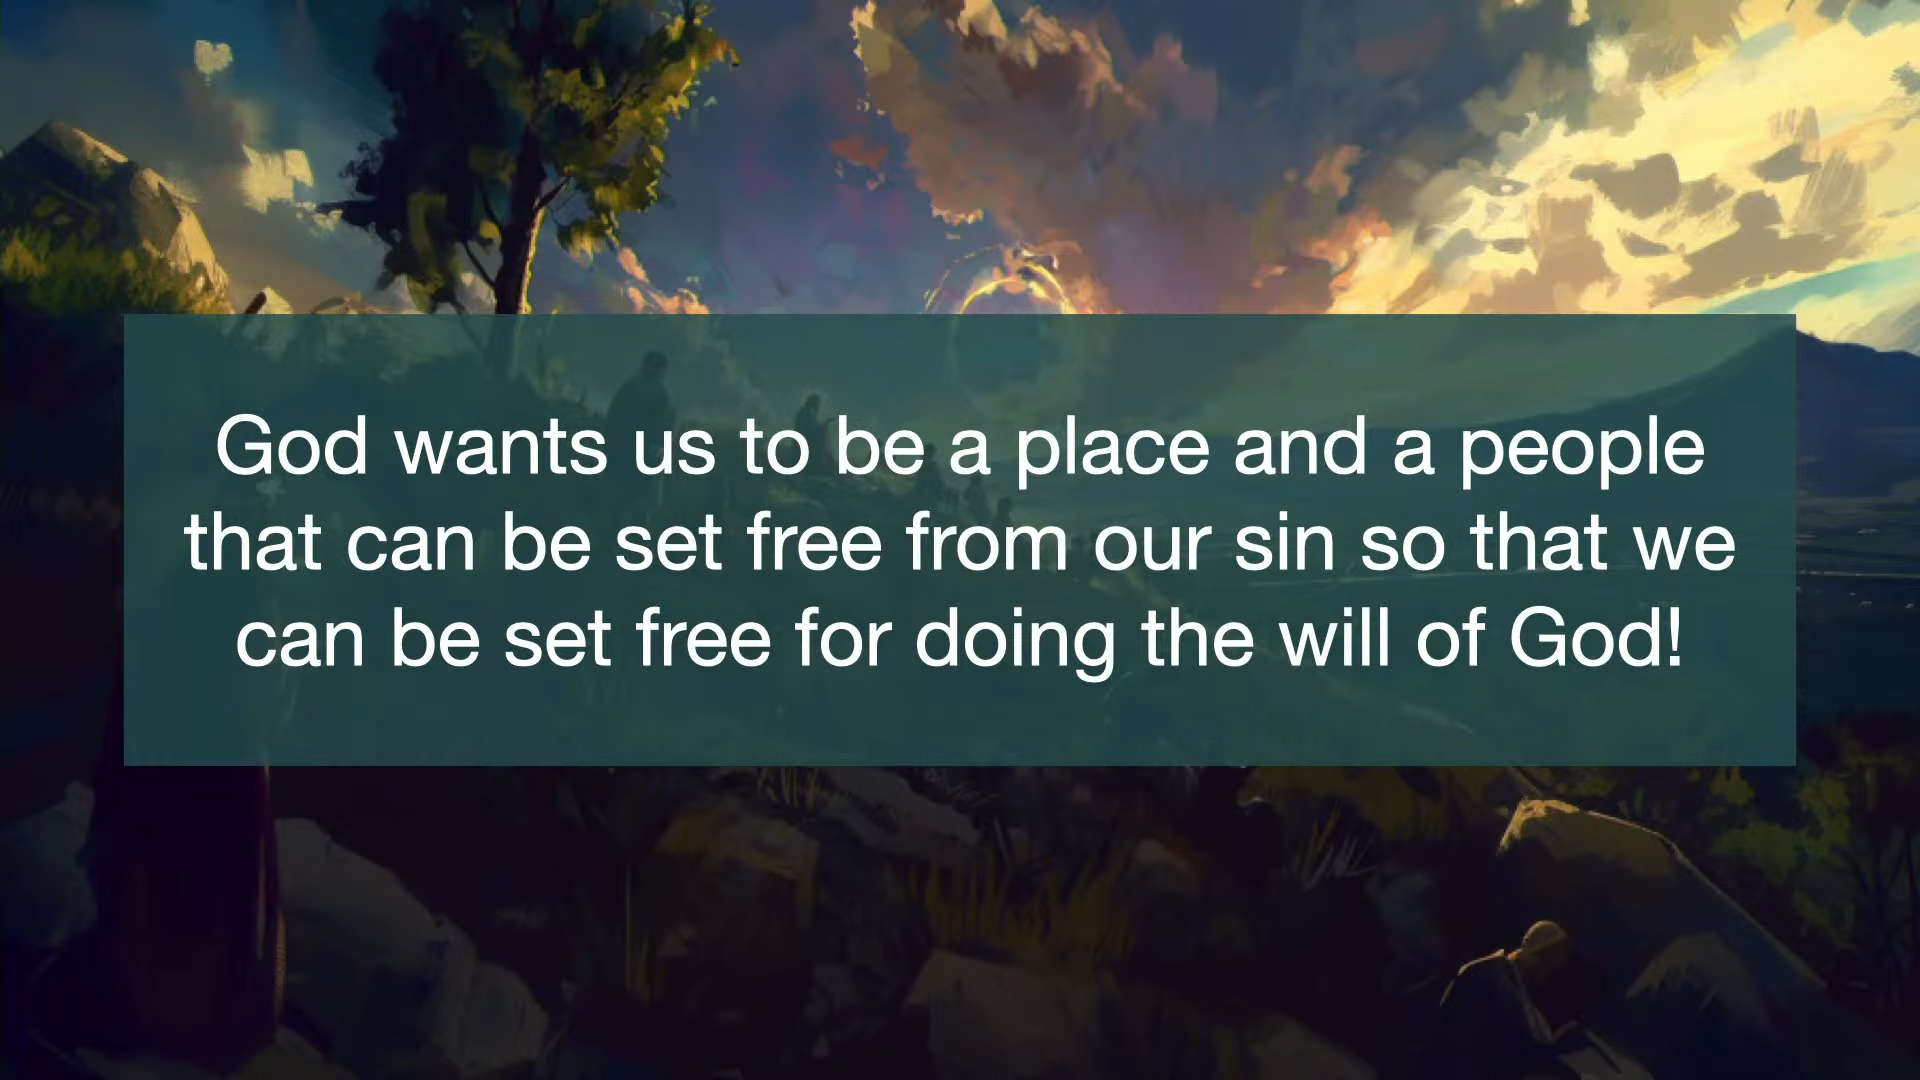 God wants us to be a place and a people
that can be set free from our sin so that we
can be set free for doing the will of God!